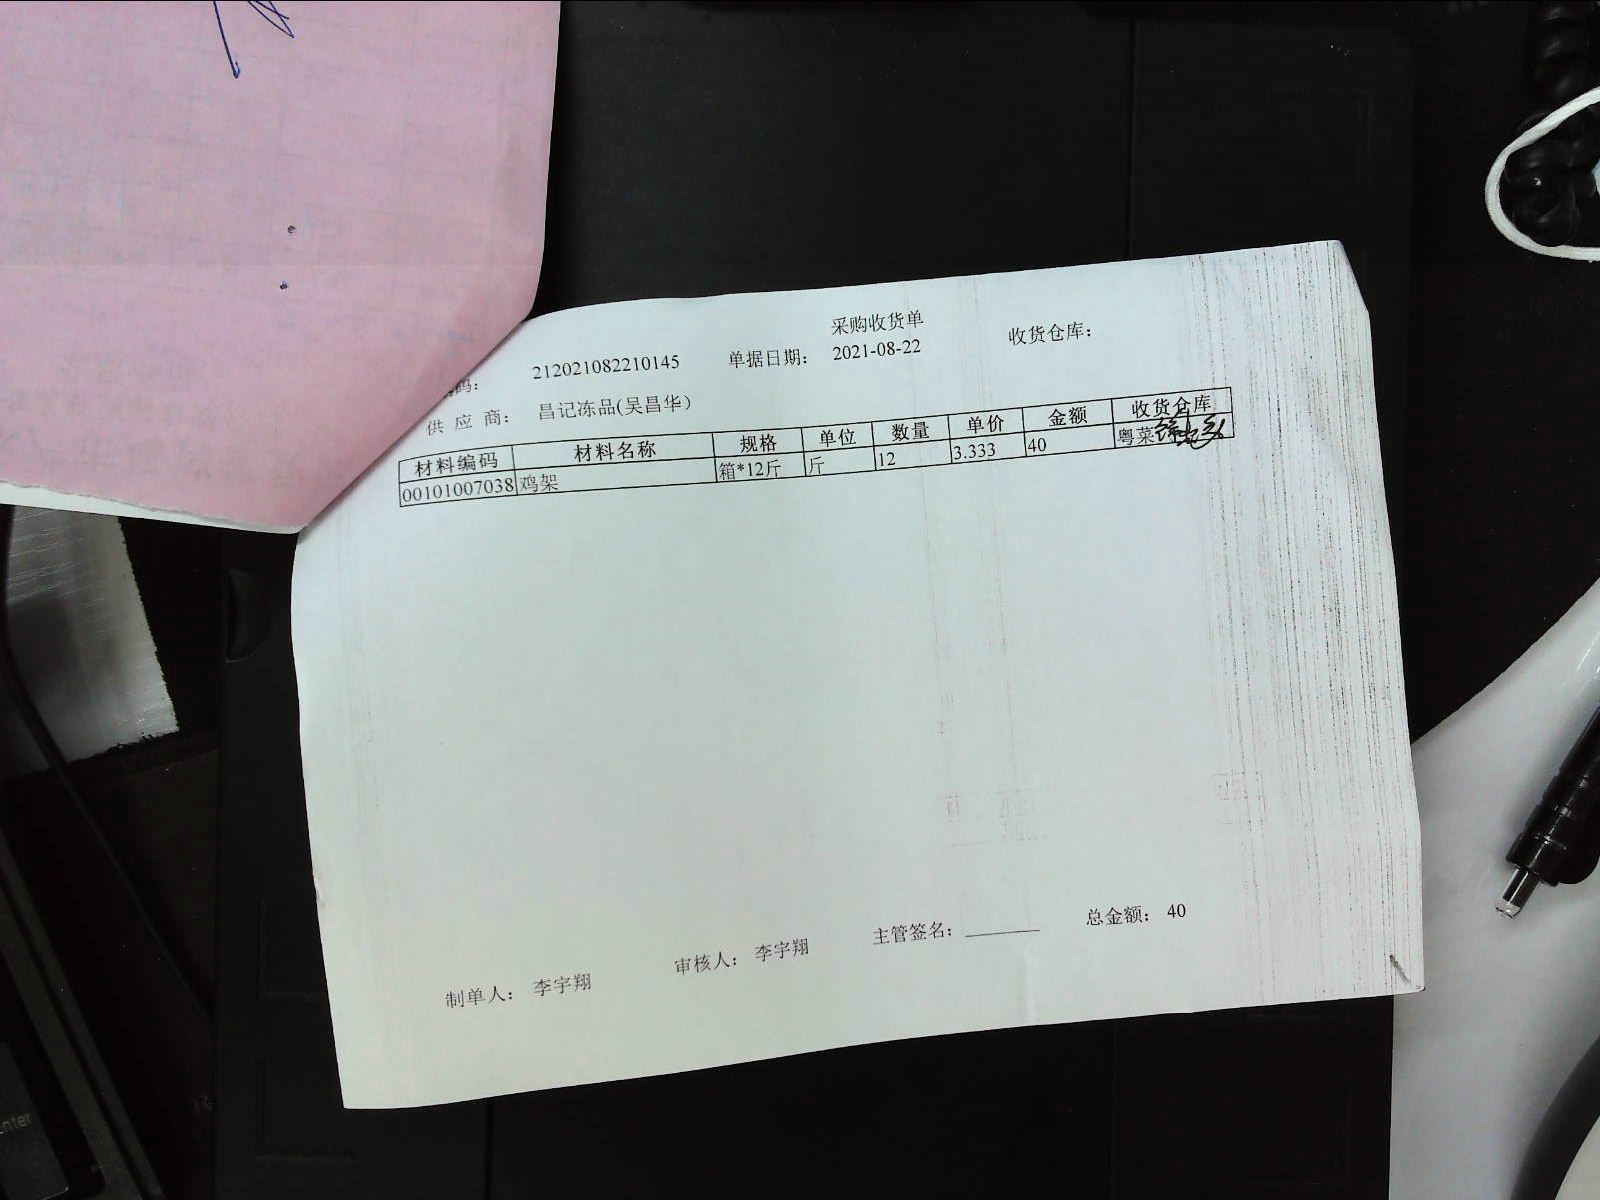 采购收货单
码： 212021082210145 单据日期： 2021-08-22 收货仓库：
供 应 商： 昌记冻品(吴昌华)
材料编码 材料名称 规格 单位 数量 单价 金额 收货仓库
00101007038 鸡架 箱*12斤 斤 12 3.333 40 粤菜
制单人： 李宇翔 审核人： 李宇翔 主管签名： 总金额： 40